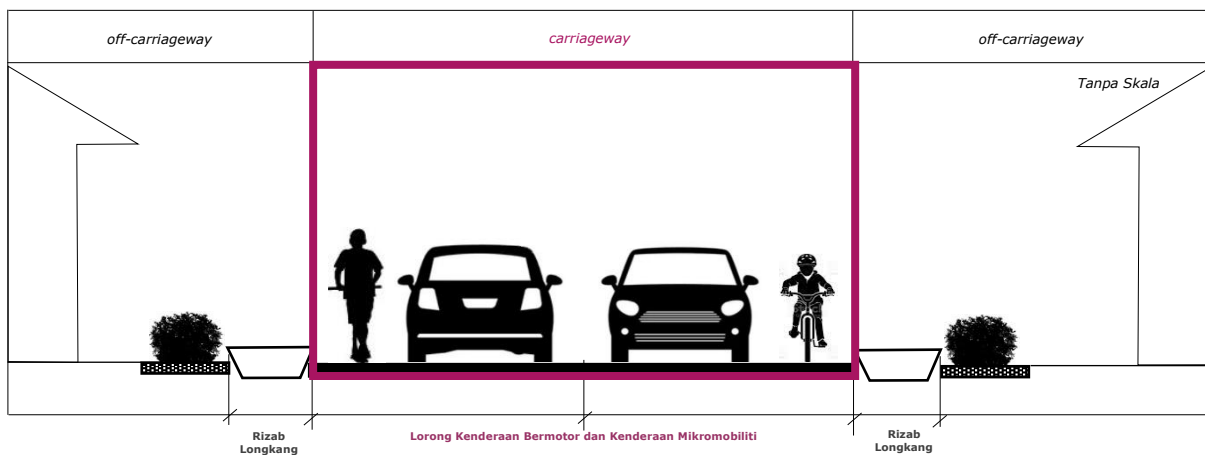 off-carriageway
carriageway
off-carriageway
Tanpa Skala
Rizab
Longkang
Lorong Kenderaan Bermotor dan Kenderaan Mikromobiliti
Rizab
Longkang